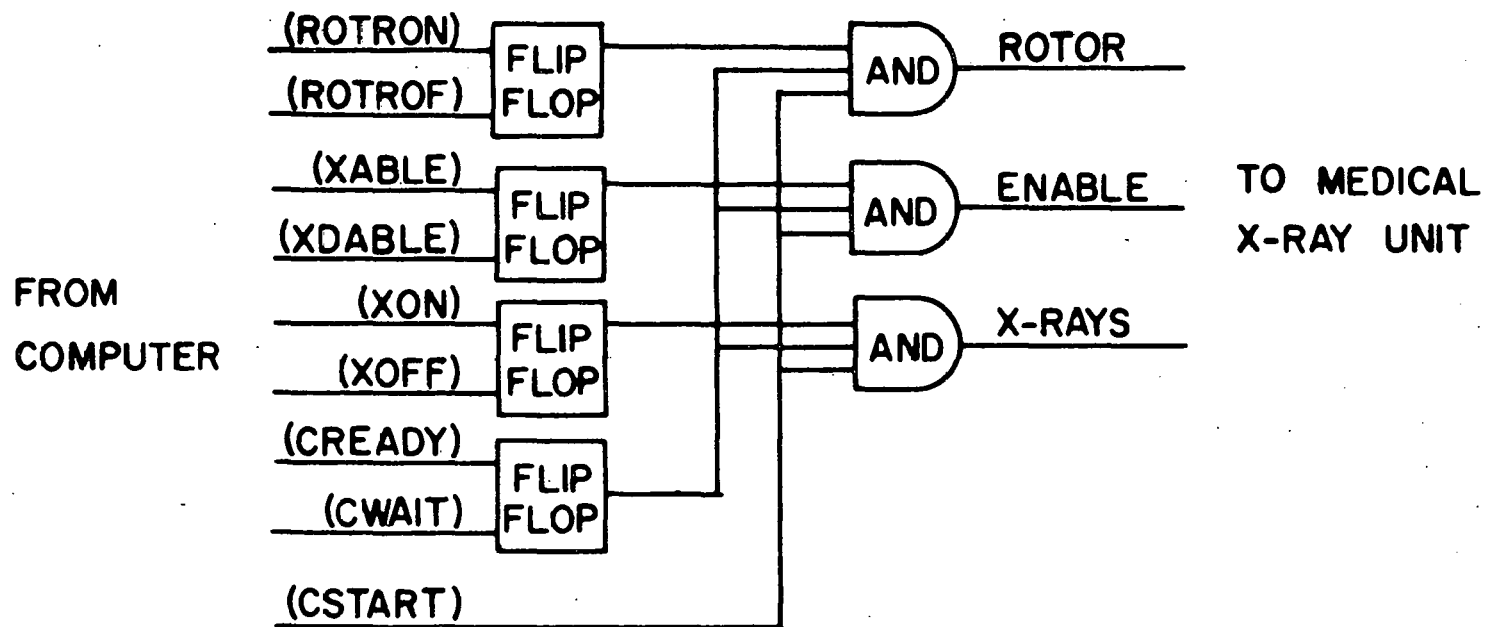 (ROTRON)
(ROTROF)
FLIP
FLOP
AND
ROTOR
(XABLE)
(XDABLE)
FLIP
FLOP
AND
ENABLE
TO MEDICAL
X-RAY UNIT
FROM
COMPUTER
(XON)
(XOFF)
FLIP
FLOP
AND
X-RAYS
(CREADY)
(CWAIT)
FLIP
FLOP
(CSTART)